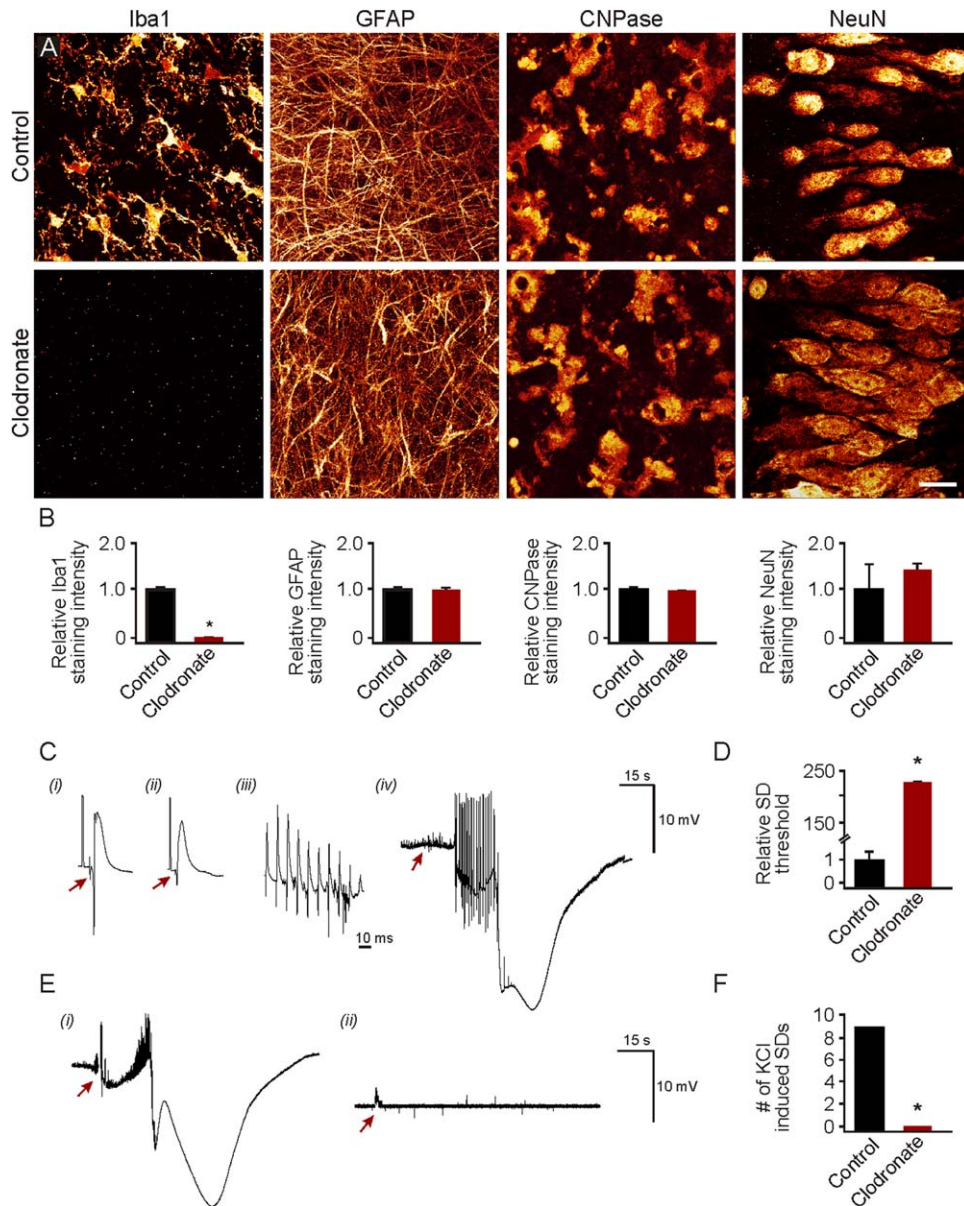 Iba1 GFAP CNPase NeuN
A
Control
Clodronate
B
Relative Iba1
staining intensity
2.0
1.0
0
*
Control
Clodronate
Relative GFAP
staining intensity
2.0
1.0
0
Control
Clodronate
Relative CNPase
staining intensity
2.0
1.0
0
Control
Clodronate
Relative NeuN
staining intensity
2.0
1.0
0
Control
Clodronate
C
(i)
(ii)
(iii)
10 ms
(iv)
15 s
10 mV
D
Relative SD
threshold
250
150
1
0
*
Control
Clodronate
E
(i)
(ii)
15 s
10 mV
F
# of KCl
induced SDs
10
8
6
4
2
0
*
Control
Clodronate